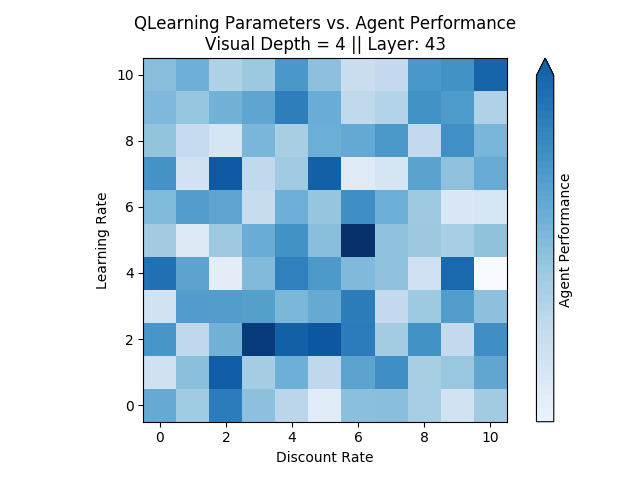 QLearning Parameters vs. Agent Performance
Visual Depth = 4 || Layer: 43
10
8
6
4
2
0
Learning Rate
0 2 4 6 8 10
Discount Rate
Agent Performance